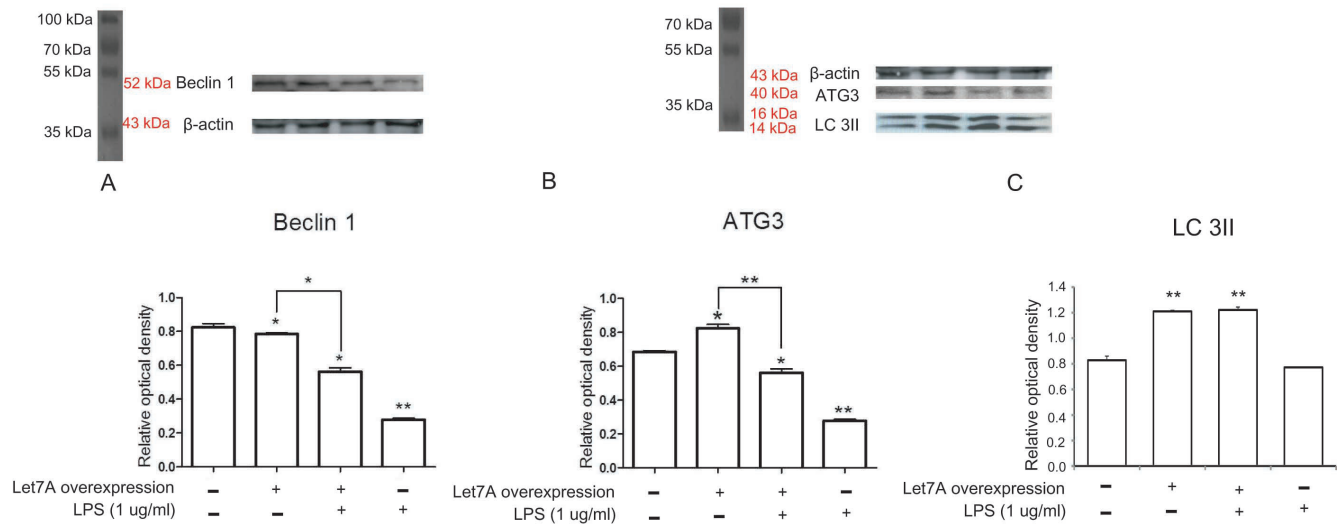 100 kDa
70 kDa
55 kDa
52 kDa Beclin 1
43 kDa β-actin
35 kDa
70 kDa
55 kDa
43 kDa β-actin
40 kDa ATG3
35 kDa
16 kDa
14 kDa LC 3II
A
B
C
Beclin 1
Relative optical density
1.0
0.8
0.6
0.4
0.2
0.0
*
*
*
**
Let7A overexpression - + + -
LPS (1 ug/ml) - - + +
ATG3
Relative optical density
1.0
0.8
0.6
0.4
0.2
0.0
**
*
*
**
Let7A overexpression - + + -
LPS (1 ug/ml) - - + +
LC 3II
Relative optical density
1.4
1.2
1.0
0.8
0.6
0.4
0.2
0.0
**
**
Let7A overexpression - + + -
LPS (1 ug/ml) - - + +